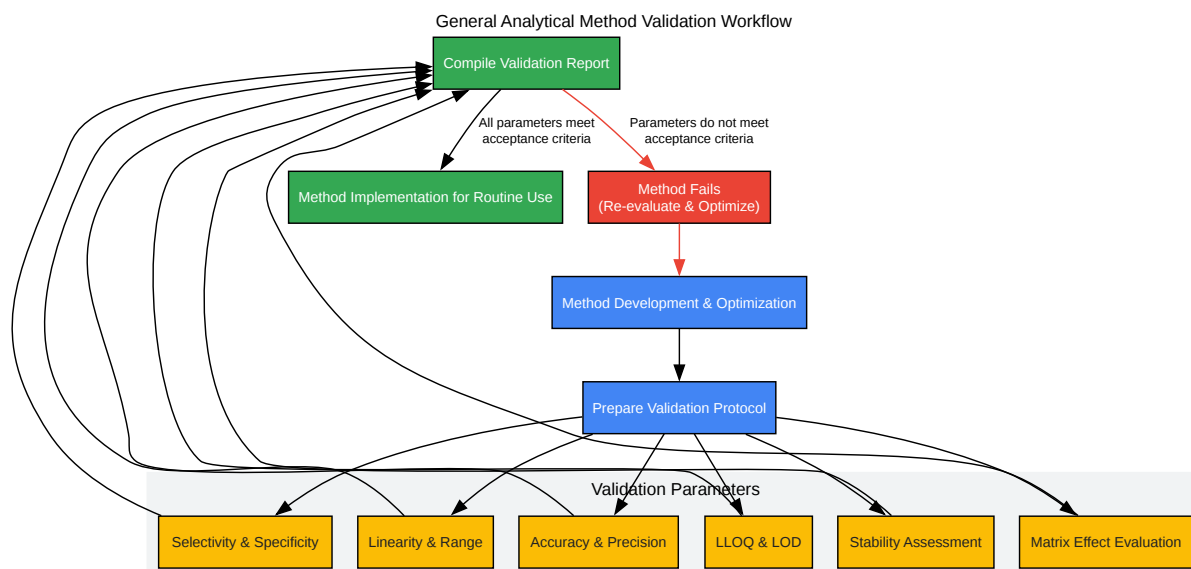 General Analytical Method Validation Workflow
Compile Validation Report
All parameters meet
acceptance criteria
Parameters do not meet
acceptance criteria
Method Implementation for Routine Use
Method Fails
(Re-evaluate & Optimize)
Method Development & Optimization
Prepare Validation Protocol
Validation Parameters
Selectivity & Specificity
Linearity & Range
Accuracy & Precision
LLOQ & LOD
Stability Assessment
Matrix Effect Evaluation